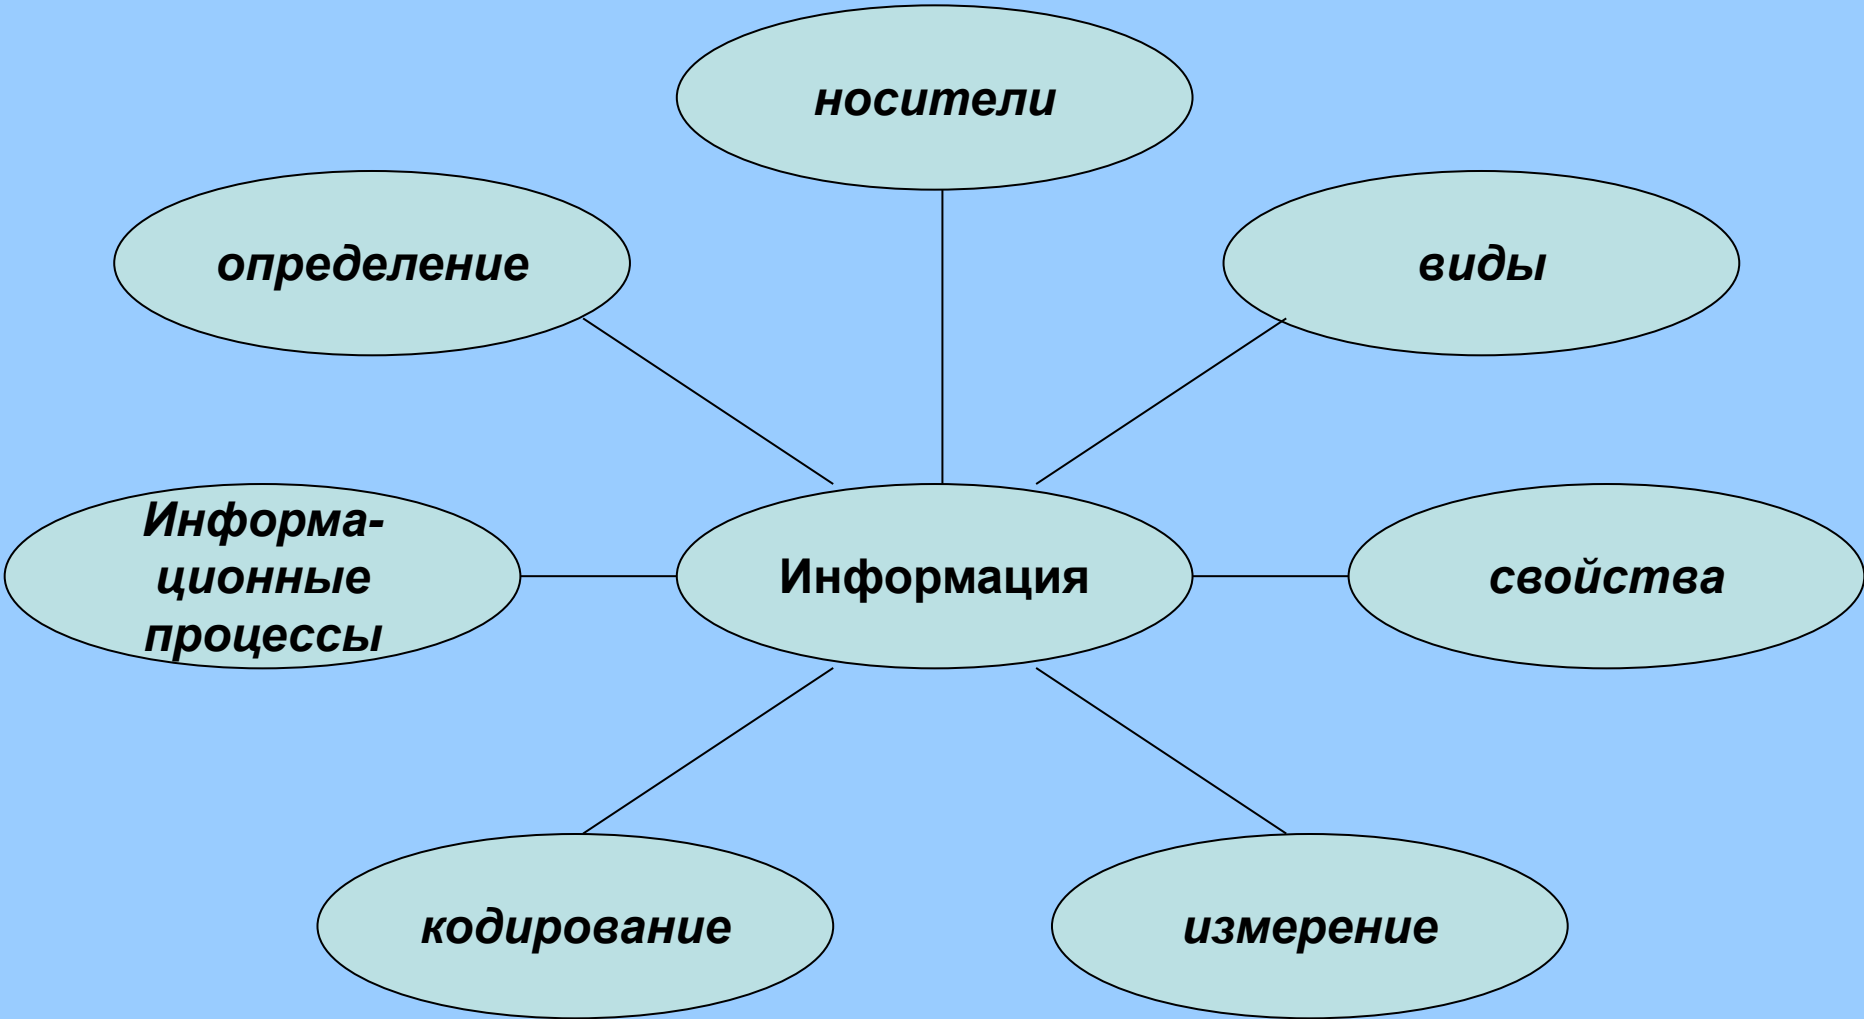 носители
определение
виды
Информа-
ционные
процессы
Информация
свойства
кодирование
измерение